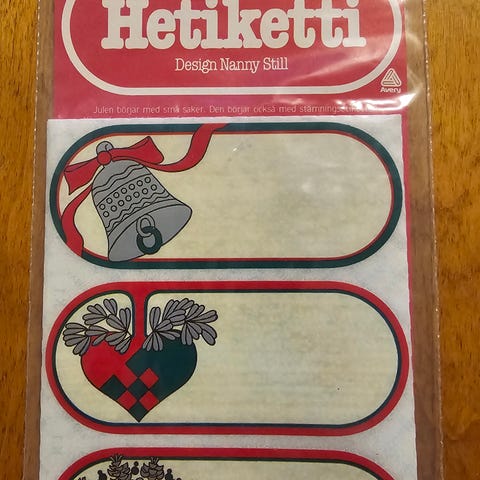 Hetiketti
Design Nanny Still
Avery
Julen börjar med små saker. Den börjar också med stämnings